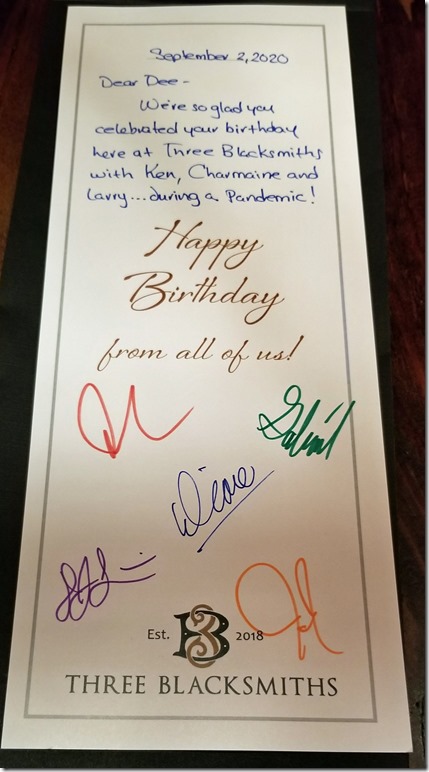 September 2, 2020
Dear Dee -
We're so glad you
celebrated your birthday
here at Three Blacksmiths
with Ken, Charmaine and
Larry...during a Pandemic!
Happy
Birthday
from all of us!
Diane
Est. B3 2018
THREE BLACKSMITHS